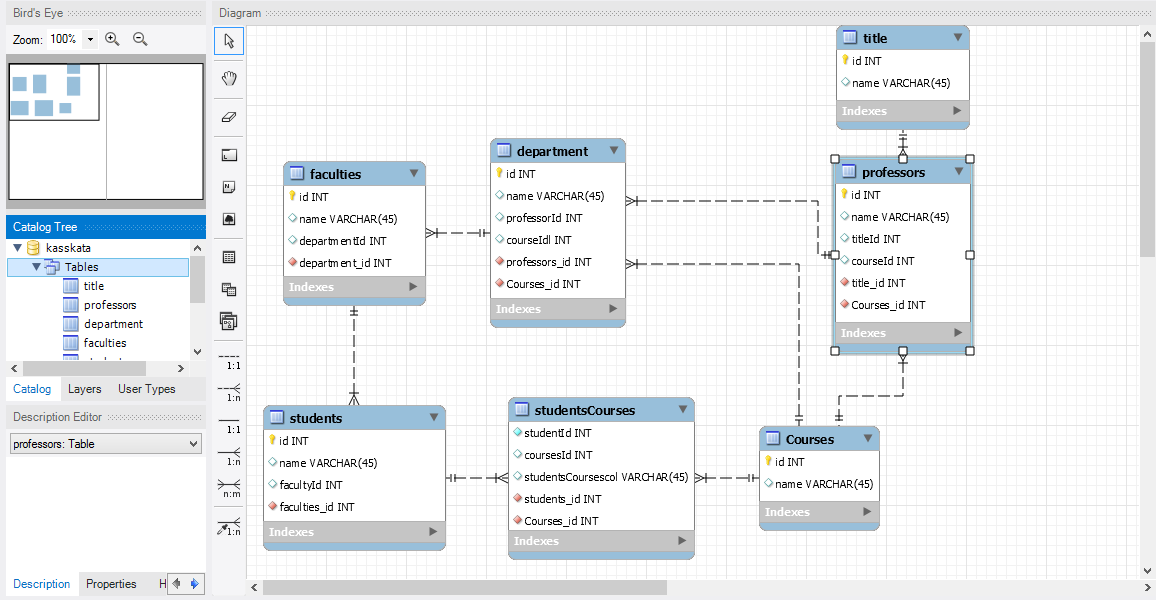 Bird's Eye
Zoom: 100%
Catalog Tree
kasskata
Tables
title
professors
department
faculties
Catalog Layers User Types
Description Editor
professors: Table
Description Properties H
Diagram
1:1
1:n
1:1
1:n
n:m
1:n
title
id INT
name VARCHAR(45)
Indexes
department
id INT
name VARCHAR(45)
professorId INT
courseIdl INT
professors_id INT
Courses_id INT
Indexes
faculties
id INT
name VARCHAR(45)
departmentId INT
department_id INT
Indexes
professors
id INT
name VARCHAR(45)
titleId INT
courseId INT
title_id INT
Courses_id INT
Indexes
students
id INT
name VARCHAR(45)
facultyId INT
faculties_id INT
Indexes
studentsCourses
studentId INT
coursesId INT
studentsCoursescol VARCHAR(45)
students_id INT
Courses_id INT
Indexes
Courses
id INT
name VARCHAR(45)
Indexes